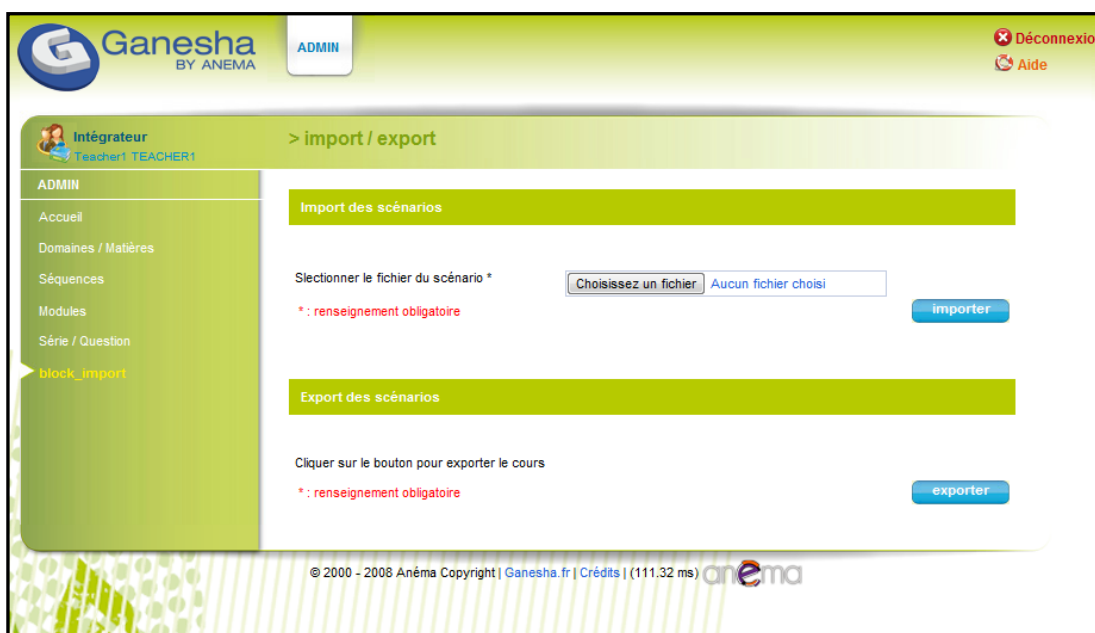 Ganesha
BY ANEMA
ADMIN
Déconnexio
Aide
Intégrateur
Teacher1 TEACHER1
> import / export
ADMIN
Accueil
Domaines / Matières
Séquences
Modules
Série / Question
block_import
Import des scénarios
Slectionner le fichier du scénario *
Choisissez un fichier Aucun fichier choisi
* : renseignement obligatoire
importer
Export des scénarios
Cliquer sur le bouton pour exporter le cours
* : renseignement obligatoire
exporter
© 2000 - 2008 Anéma Copyright | Ganesha.fr | Crédits | (111.32 ms) anema